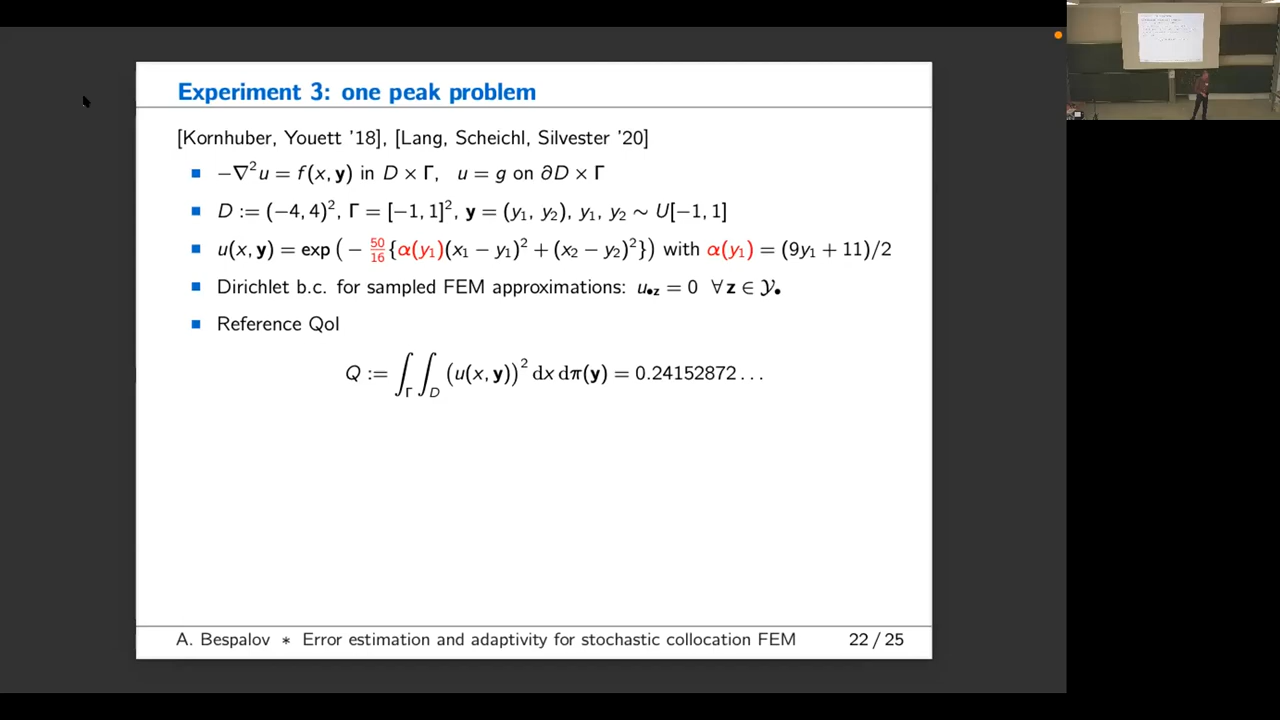 Experiment 3: one peak problem
[Kornhuber, Youett '18], [Lang, Scheichl, Silvester '20]
−∇²u = f(x, y) in D × Γ, u = g on ∂D × Γ
D := (−4, 4)², Γ = [−1, 1]², y = (y₁, y₂), y₁, y₂ ∼ U[−1, 1]
u(x, y) = exp ( − 50/16 {α(y₁)(x₁ − y₁)² + (x₂ − y₂)²}) with α(y₁) = (9y₁ + 11)/2
Dirichlet b.c. for sampled FEM approximations: u•z = 0 ∀ z ∈ 𝒴•
Reference QoI
Q := ∫_Γ ∫_D (u(x, y))² dx dπ(y) = 0.24152872 . . .
A. Bespalov ∗ Error estimation and adaptivity for stochastic collocation FEM 22 / 25